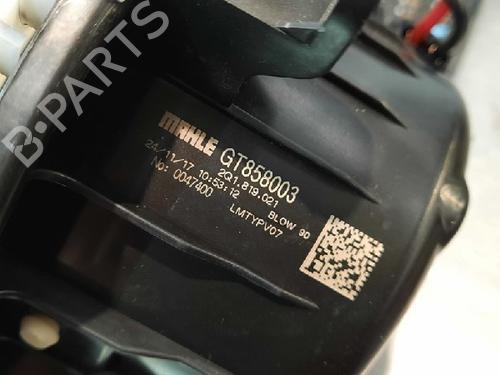 B-PARTS
MAHLE GT858003
2Q1.819.021
24/11/17 10:53:12 BLOW 90
No: 0047400 LMTYPV07